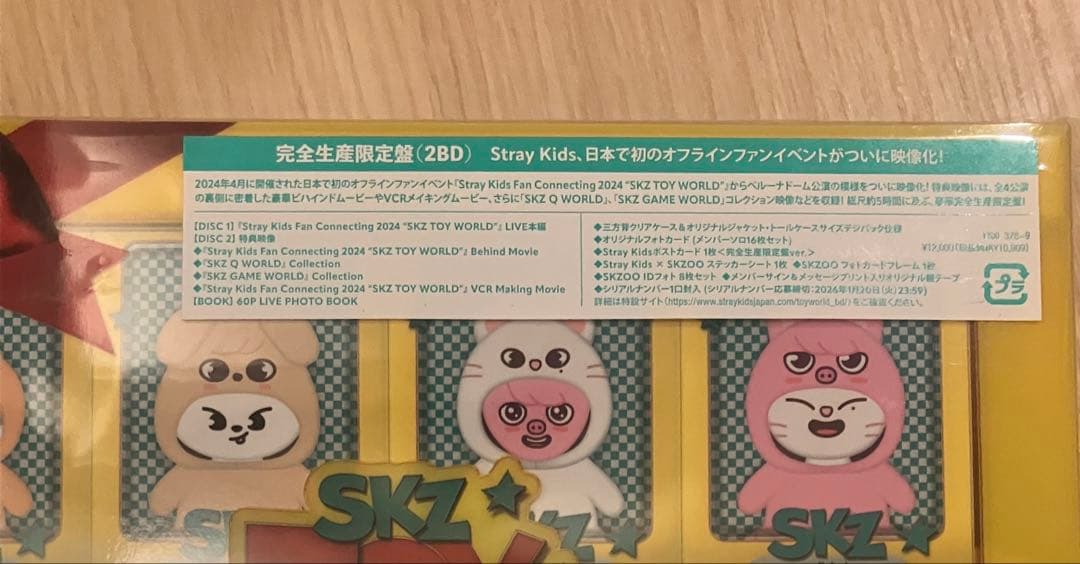 完全生産限定盤(2BD) Stray Kids、日本で初のオフラインファンイベントがついに映像化!
2024年4月に開催された日本で初のオフラインファンイベント『Stray Kids Fan Connecting 2024 "SKZ TOY WORLD"』からベルーナドーム公演の模様をついに映像化! 特典映像には、全4公演
の裏側に密着した豪華ビハインドムービーやVCRメイキングムービー、さらに「SKZ Q WORLD」、「SKZ GAME WORLD」コレクション映像などを収録! 総尺約5時間に及ぶ、豪華完全生産限定盤!
【DISC 1】『Stray Kids Fan Connecting 2024 "SKZ TOY WORLD"』 LIVE本編
【DISC 2】特典映像
◆『Stray Kids Fan Connecting 2024 "SKZ TOY WORLD"』 Behind Movie
◆『SKZ Q WORLD』 Collection
◆『SKZ GAME WORLD』 Collection
◆『Stray Kids Fan Connecting 2024 "SKZ TOY WORLD"』 VCR Making Movie
【BOOK】 60P LIVE PHOTO BOOK
◆三方背クリアケース&オリジナルジャケット・トールケースサイズデジパック仕様
◆オリジナルフォトカード (メンバーソロ16枚セット)
◆Stray Kidsポストカード 1枚<完全生産限定盤ver.>
◆Stray Kids × SKZOO ステッカーシート 1枚 ◆SKZOO フォトカードフレーム 1枚
◆SKZOO IDフォト 8枚セット ◆メンバーサイン&メッセージプリント入りオリジナル銀テープ
◆シリアルナンバー1口封入 (シリアルナンバー応募締切:2026年1月20日(火)23:59)
詳細は特設サイト(https://www.straykidsjapan.com/toyworld_bd/)をご確認ください。
プラ
SKZ